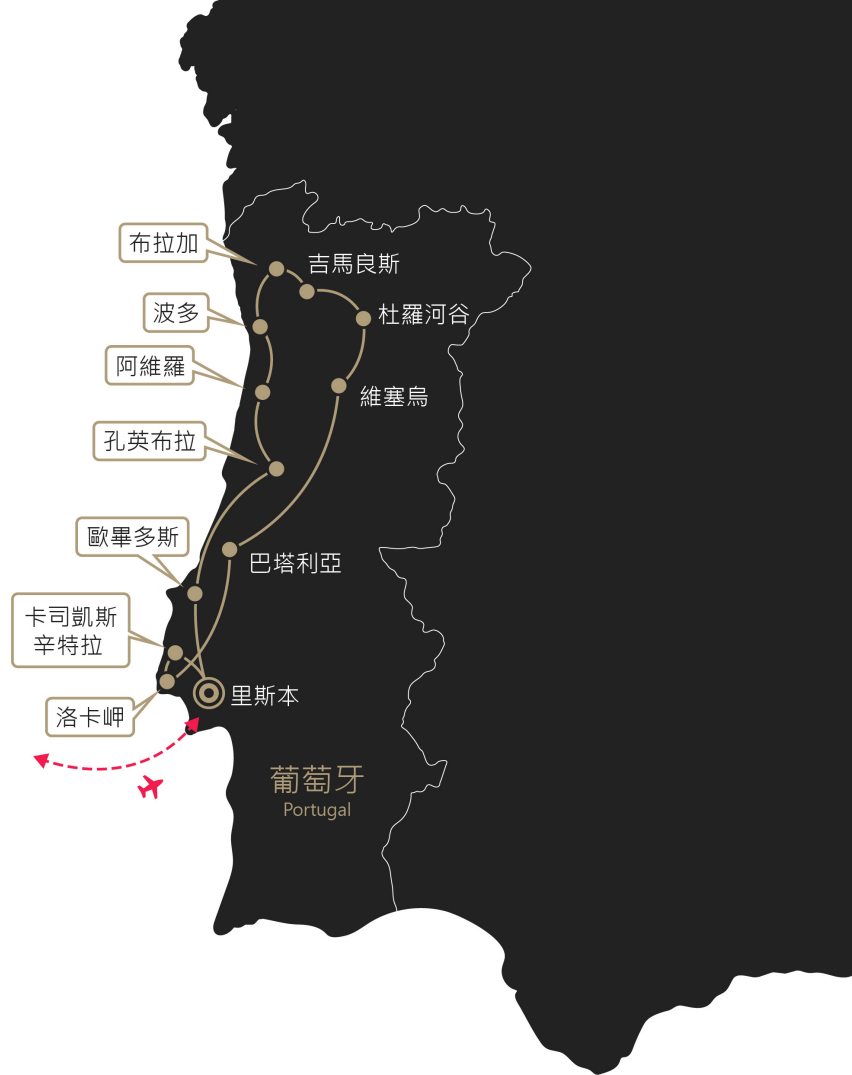 布拉加
吉馬良斯
波多
杜羅河谷
阿維羅
維塞烏
孔英布拉
歐畢多斯
巴塔利亞
卡司凱斯
辛特拉
里斯本
洛卡岬
葡萄牙
Portugal